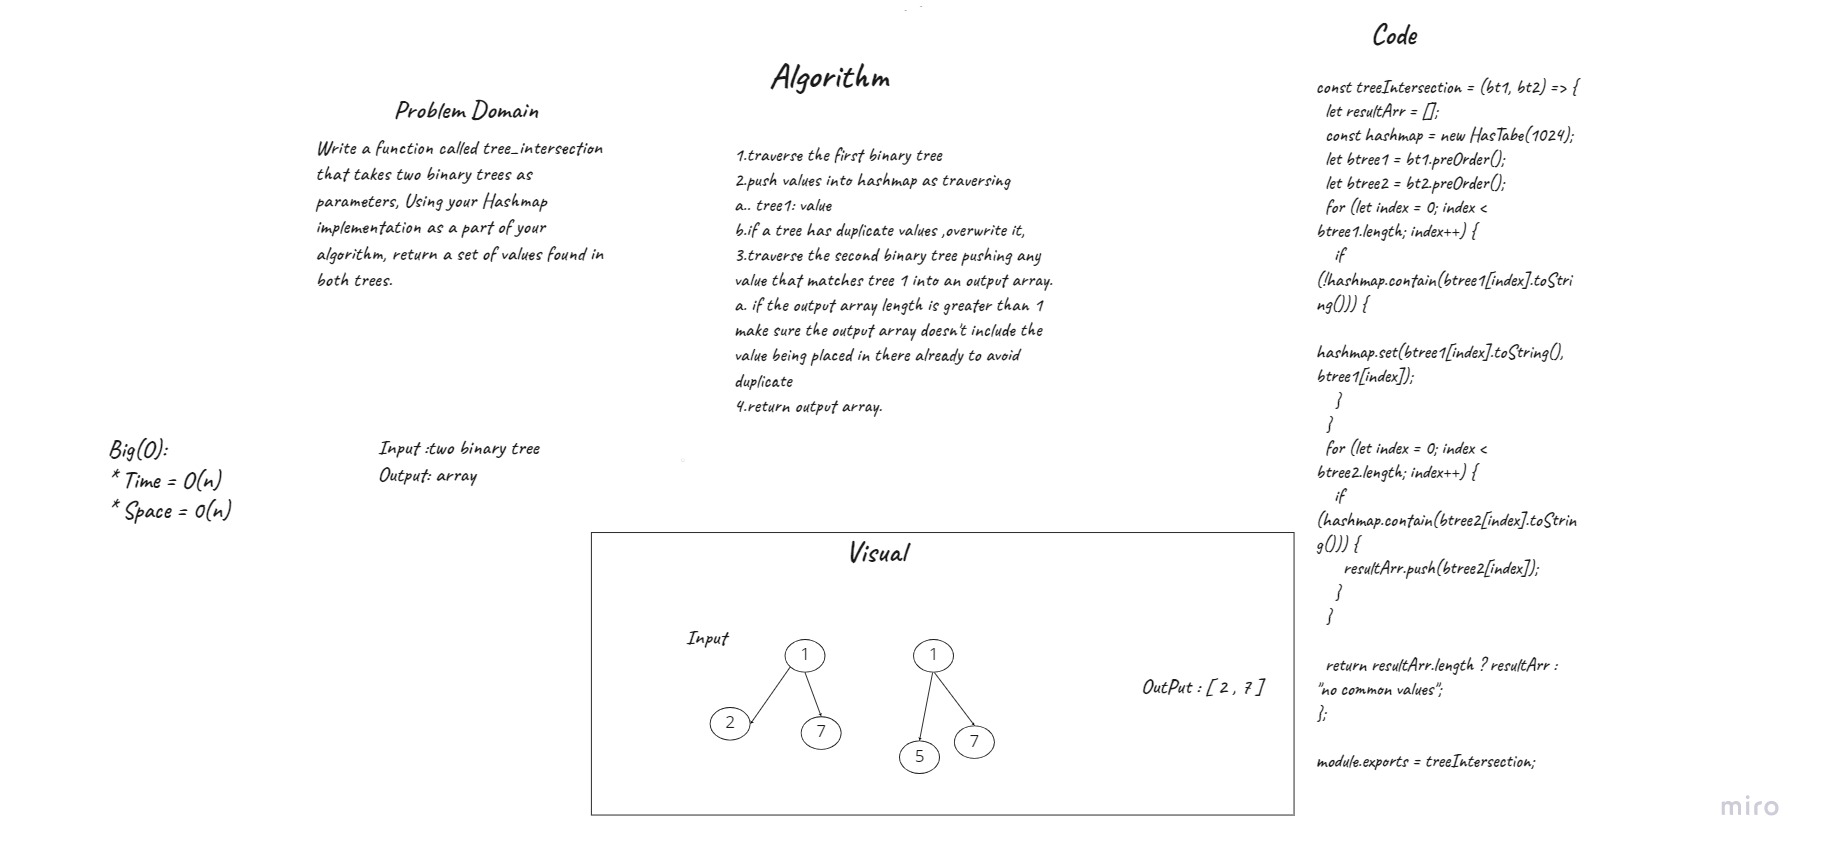 Problem Domain
Write a function called tree_intersection
that takes two binary trees as
parameters, Using your Hashmap
implementation as a part of your
algorithm, return a set of values found in
both trees.
Big(O):
* Time = O(n)
* Space = O(n)
Input :two binary tree
Output: array
Algorithm
1.traverse the first binary tree
2.push values into hashmap as traversing
a.. tree1: value
b.if a tree has duplicate values ,overwrite it,
3.traverse the second binary tree pushing any
value that matches tree 1 into an output array.
a. if the output array length is greater than 1
make sure the output array doesn't include the
value being placed in there already to avoid
duplicate
4.return output array.
Visual
Input
1
2
7
1
5
7
OutPut : [ 2 , 7 ]
Code
const treeIntersection = (bt1, bt2) => {
let resultArr = [];
const hashmap = new HasTabe(1024);
let btree1 = bt1.preOrder();
let btree2 = bt2.preOrder();
for (let index = 0; index <
btree1.length; index++) {
if
(!hashmap.contain(btree1[index].toStri
ng())) {
hashmap.set(btree1[index].toString(),
btree1[index]);
}
}
for (let index = 0; index <
btree2.length; index++) {
if
(hashmap.contain(btree2[index].toStrin
g())) {
resultArr.push(btree2[index]);
}
}
return resultArr.length ? resultArr :
"no common values";
};
module.exports = treeIntersection;
miro